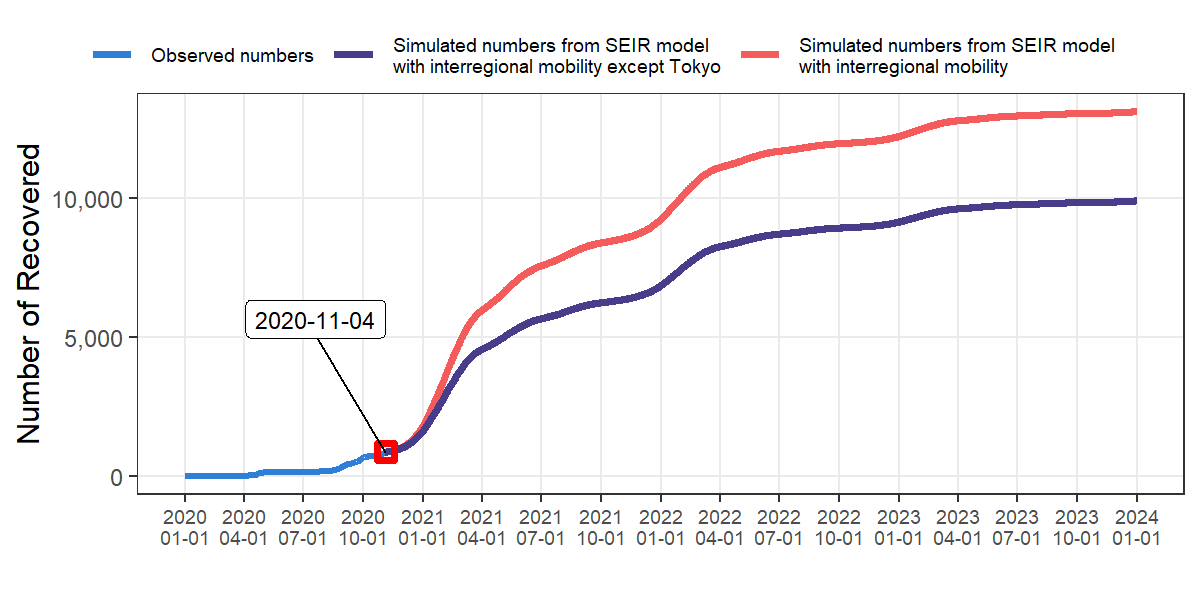 Observed numbers
Simulated numbers from SEIR model
with interregional mobility except Tokyo
Simulated numbers from SEIR model
with interregional mobility
Number of Recovered
10,000
5,000
0
2020-11-04
2020 2020 2020 2020 2021 2021 2021 2021 2022 2022 2022 2022 2023 2023 2023 2023 2024
01-01 04-01 07-01 10-01 01-01 04-01 07-01 10-01 01-01 04-01 07-01 10-01 01-01 04-01 07-01 10-01 01-01